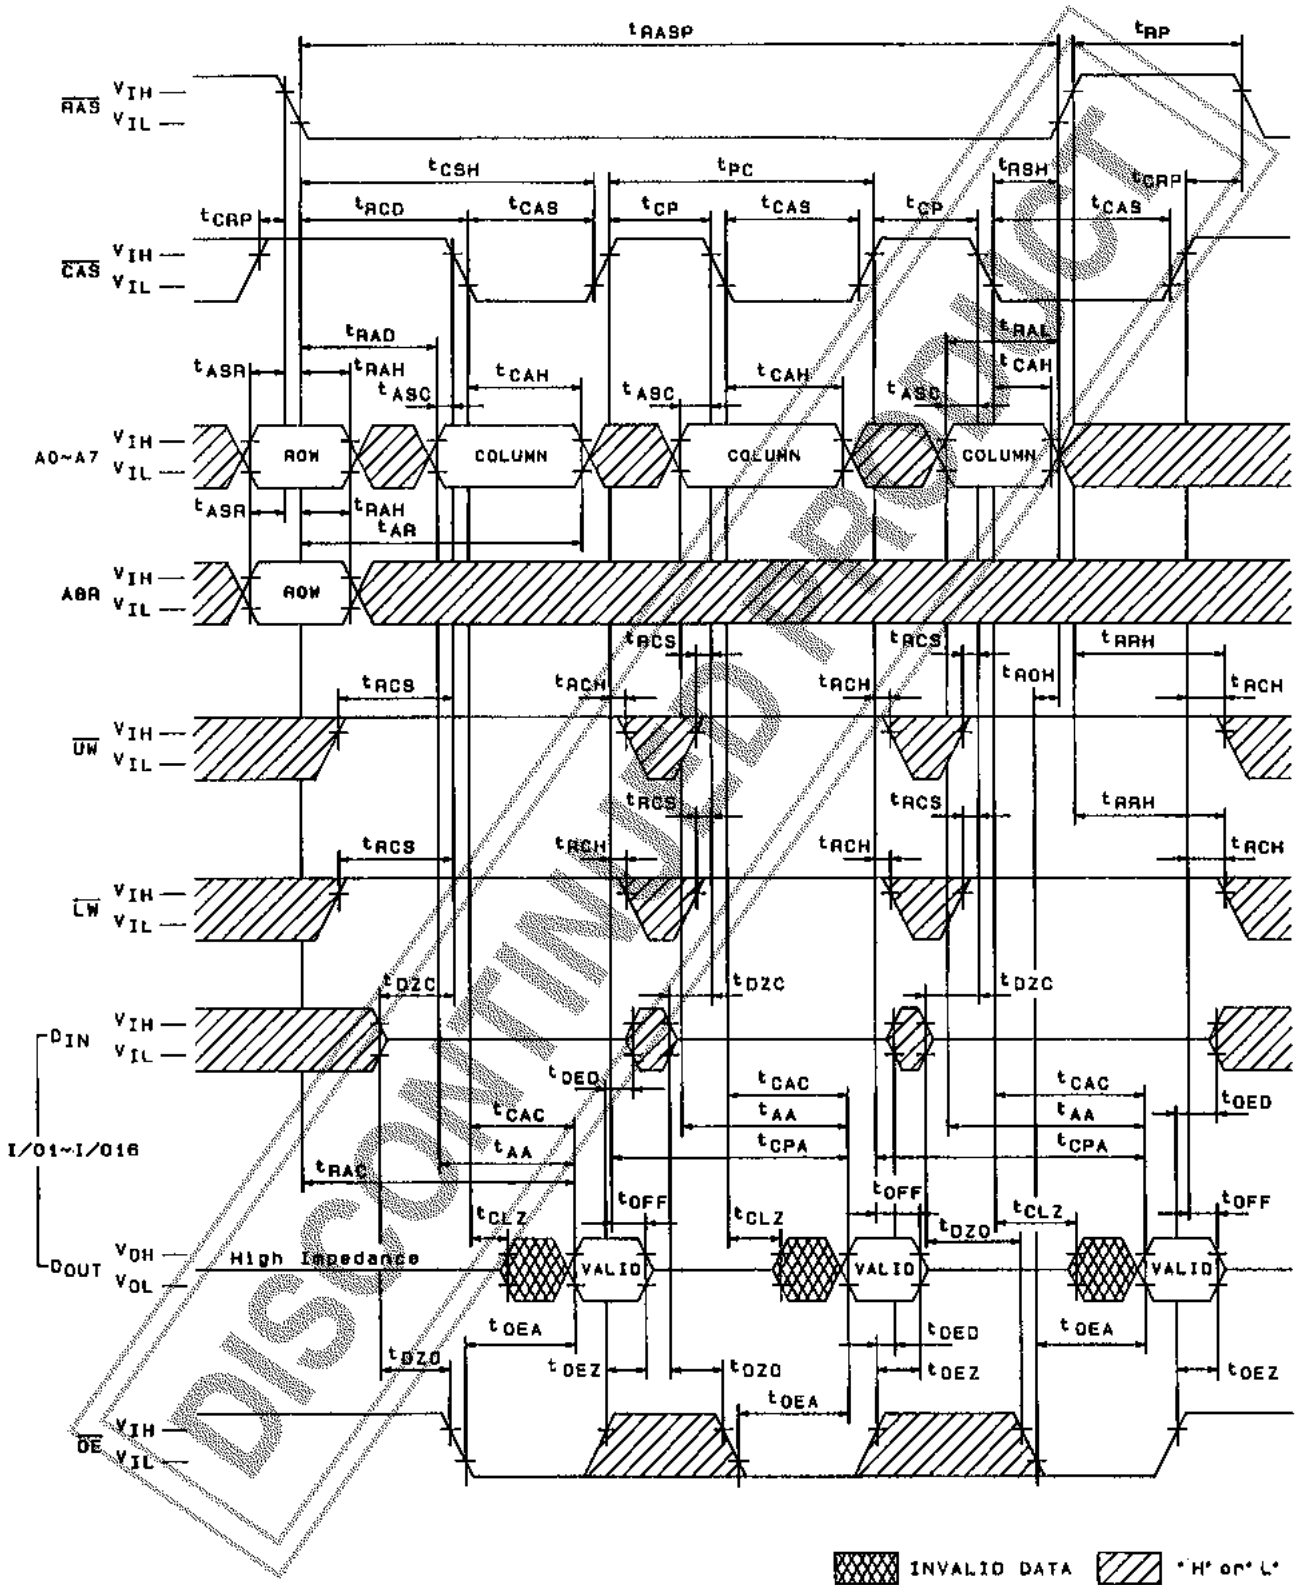 tRASP tRP
RAS VIH
VIL
tCSH tPC tRSH
tCRP tRCD tCAS tCP tCAS tCP tCAS tCRP
CAS VIH
VIL
tRAD tRAL
tASR tRAH tASC tCAH tASC tCAH tASC tCAH
A0~A7 VIH
VIL
ROW COLUMN COLUMN COLUMN
tASR tRAH
tAR
A8R VIH
VIL
ROW
tRCS tRCS tRRH
tRCS tRCH tRCH tROH tRCH
UW VIH
VIL
tRCS tRCS tRRH
tRCS tRCH tRCH tRCH
LW VIH
VIL
tDZC tDZC tDZC
DIN VIH
VIL
tOED tCAC tCAC tOED
tCAC tAA tAA
I/O1~I/O16
tAA tCPA tCPA
tRAC
tCLZ tOFF tCLZ tOFF tDZO tCLZ tOFF
DOUT VOH
VOL
High Impedance VALID VALID VALID
tOEA tOED tOEA
tDZO tOEZ tDZO tOEZ tOEZ
tOEA
OE VIH
VIL
INVALID DATA "H" or "L"
DISCONTINUED PRODUCT